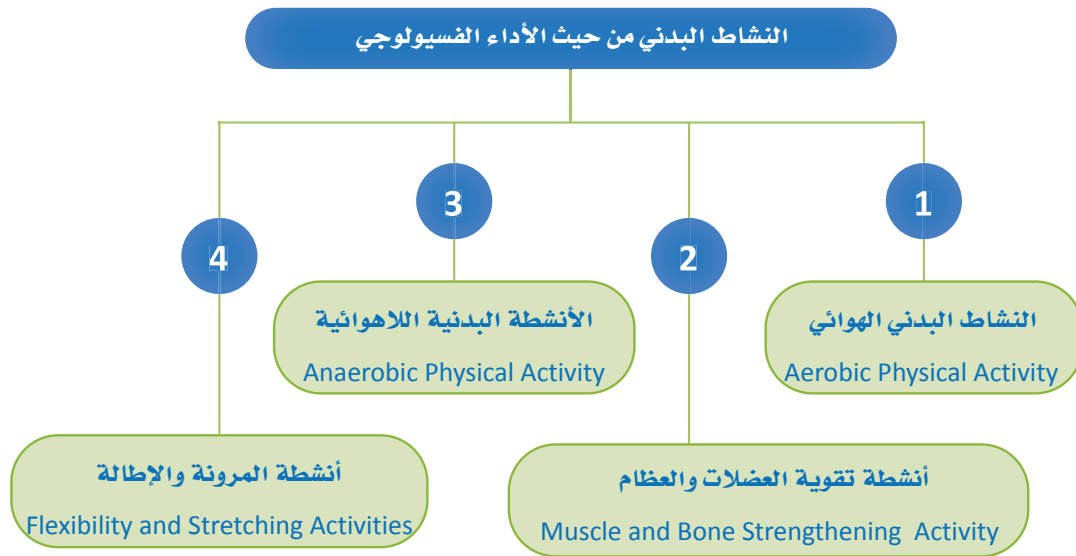 النشاط البدني من حيث الأداء الفسيولوجي
1
النشاط البدني الهوائي
Aerobic Physical Activity
2
أنشطة تقوية العضلات والعظام
Muscle and Bone Strengthening Activity
3
الأنشطة البدنية اللاهوائية
Anaerobic Physical Activity
4
أنشطة المرونة والإطالة
Flexibility and Stretching Activities